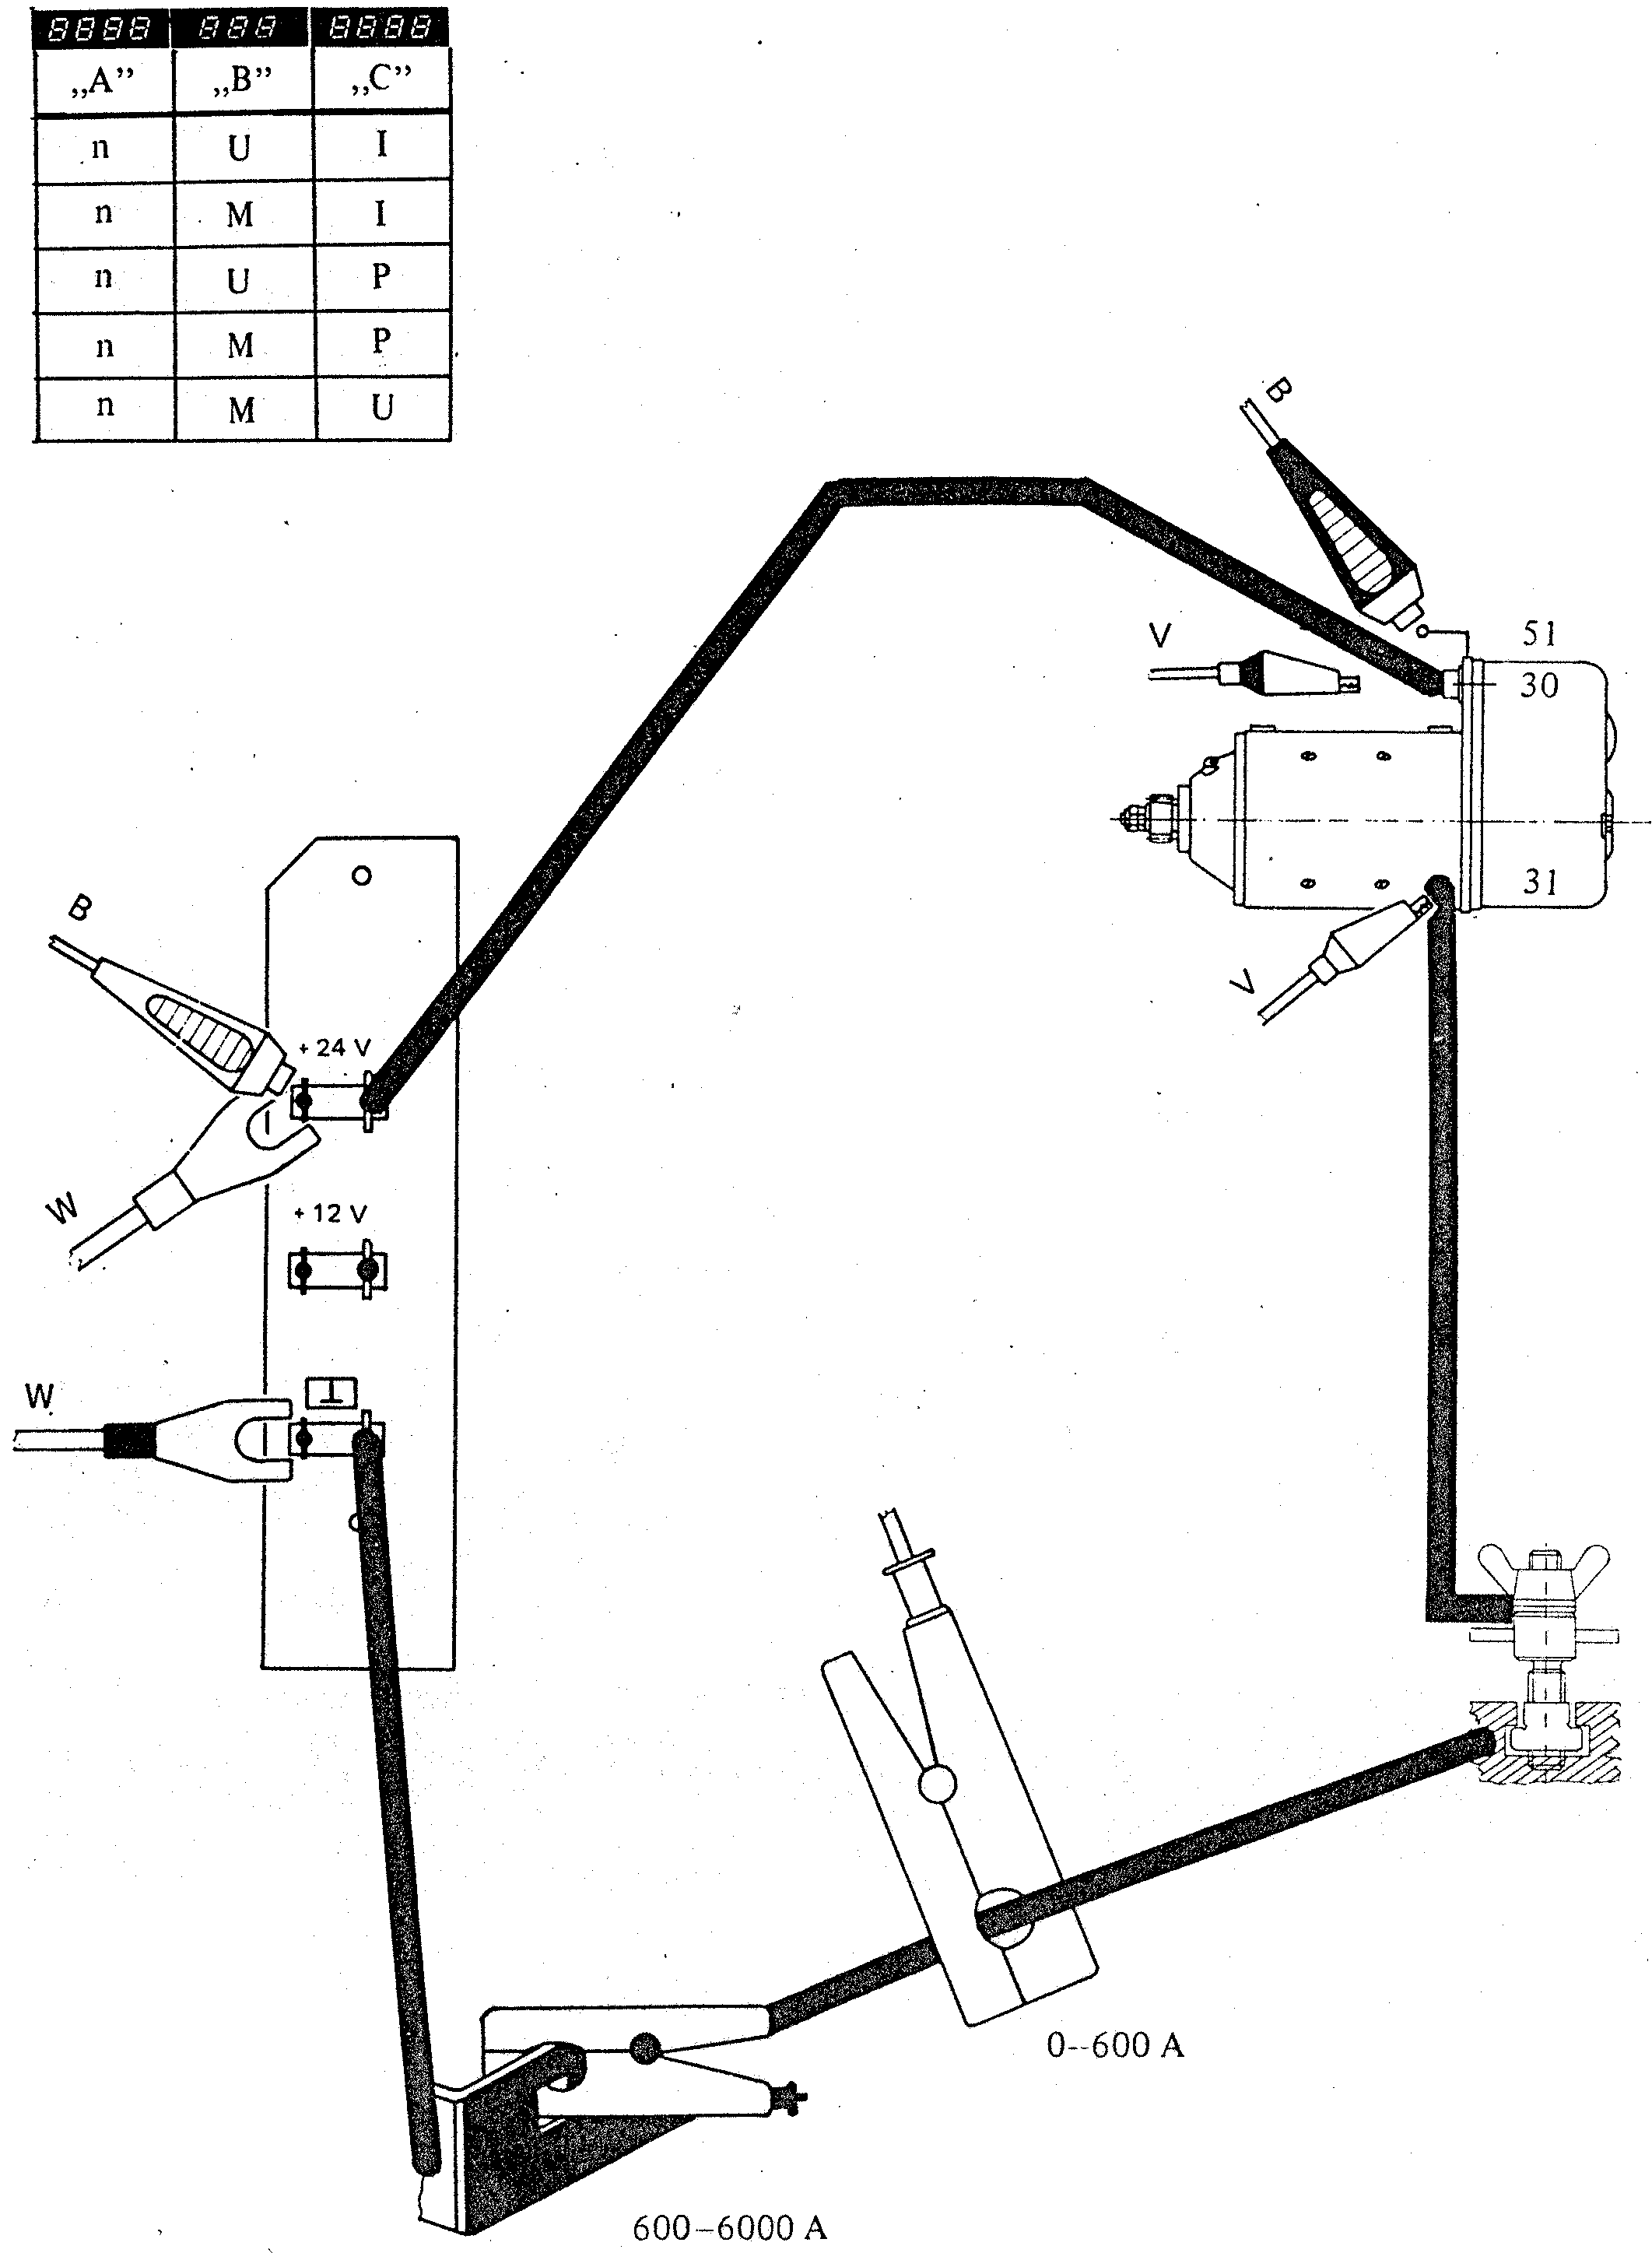 8888 888 8888
„A” „B” „C”
n U I
n M I
n U P
n M P
n M U
B
V
51
30
31
V
B
+ 24 V
W
+ 12 V
W
0--600 A
600–6000 A